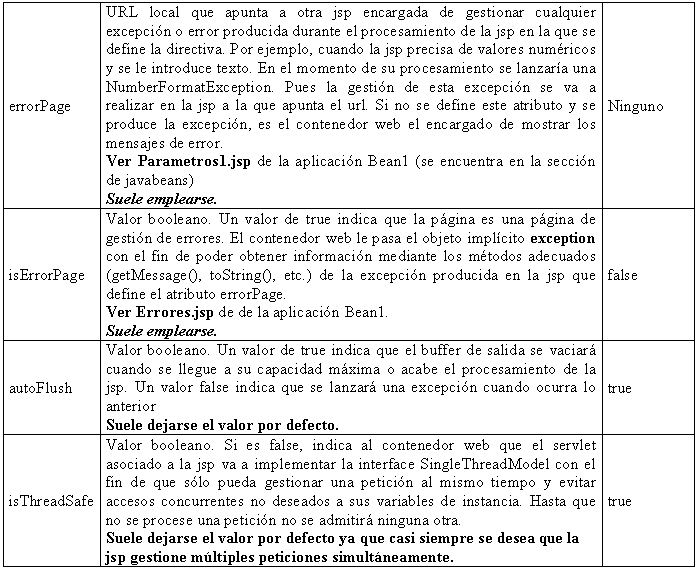 URL local que apunta a otra jsp encargada de gestionar cualquier
excepción o error producida durante el procesamiento de la jsp en la que se
define la directiva. Por ejemplo, cuando la jsp precisa de valores numéricos
y se le introduce texto. En el momento de su procesamiento se lanzaría una
NumberFormatException. Pues la gestión de esta excepción se va a
errorPage
realizar en la jsp a la que apunta el url. Si no se define este atributo y se
Ninguno
produce la excepción, es el contenedor web el encargado de mostrar los
mensajes de error.
Ver Parametros1.jsp de la aplicación Bean1 (se encuentra en la sección
de javabeans)
Suele emplearse.
Valor booleano. Un valor de true indica que la página es una página de
gestión de errores. El contenedor web le pasa el objeto implícito exception
con el fin de poder obtener información mediante los métodos adecuados
isErrorPage
(getMessage(), toString(), etc.) de la excepción producida en la jsp que
false
define el atributo errorPage.
Ver Errores.jsp de de la aplicación Bean1.
Suele emplearse.
Valor booleano. Un valor de true indica que el buffer de salida se vaciará
cuando se llegue a su capacidad máxima o acabe el procesamiento de la
autoFlush
jsp. Un valor false indica que se lanzará una excepción cuando ocurra lo
true
anterior
Suele dejarse el valor por defecto.
Valor booleano. Si es false, indica al contenedor web que el servlet
asociado a la jsp va a implementar la interface SingleThreadModel con el
fin de que sólo pueda gestionar una petición al mismo tiempo y evitar
isThreadSafe
accesos concurrentes no deseados a sus variables de instancia. Hasta que
true
no se procese una petición no se admitirá ninguna otra.
Suele dejarse el valor por defecto ya que casi siempre se desea que la
jsp gestione múltiples peticiones simultáneamente.